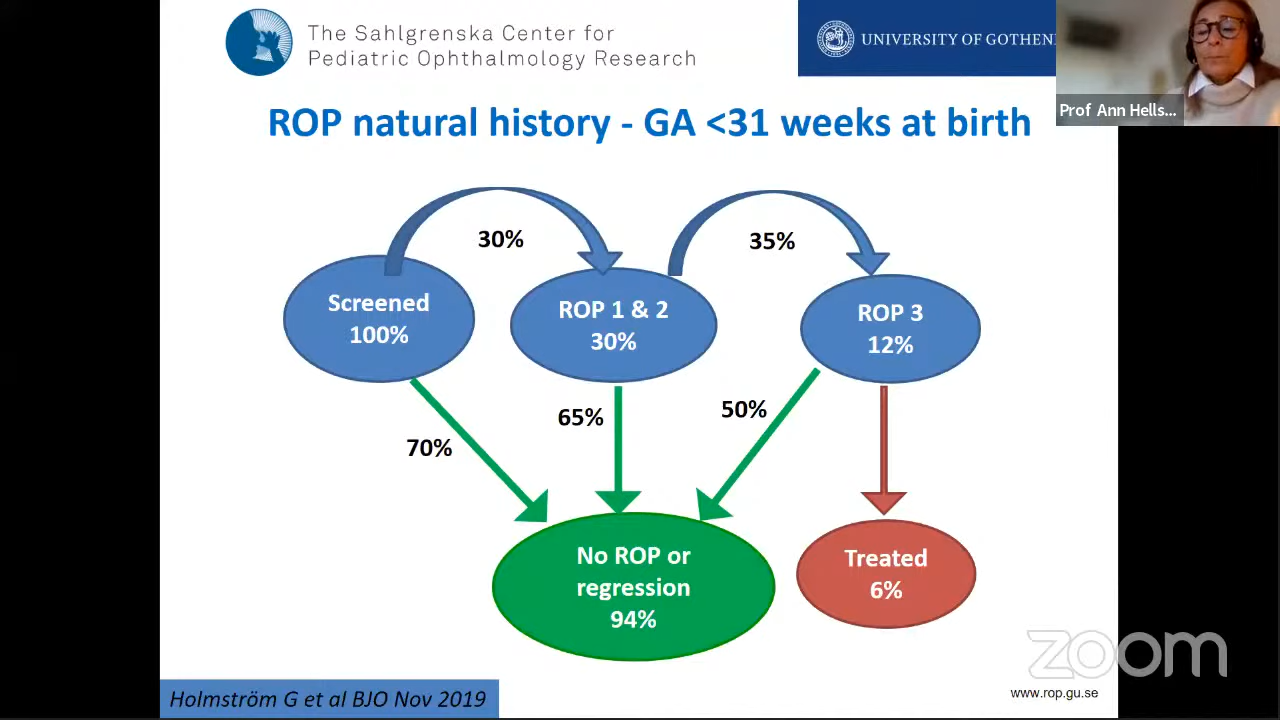 The Sahlgrenska Center for
Pediatric Ophthalmology Research
UNIVERSITY OF GOTHEN
Prof Ann Hells...
ROP natural history - GA <31 weeks at birth
30%
35%
Screened
100%
ROP 1 & 2
30%
ROP 3
12%
70%
65%
50%
No ROP or
regression
94%
Treated
6%
zoom
www.rop.gu.se
Holmström G et al BJO Nov 2019